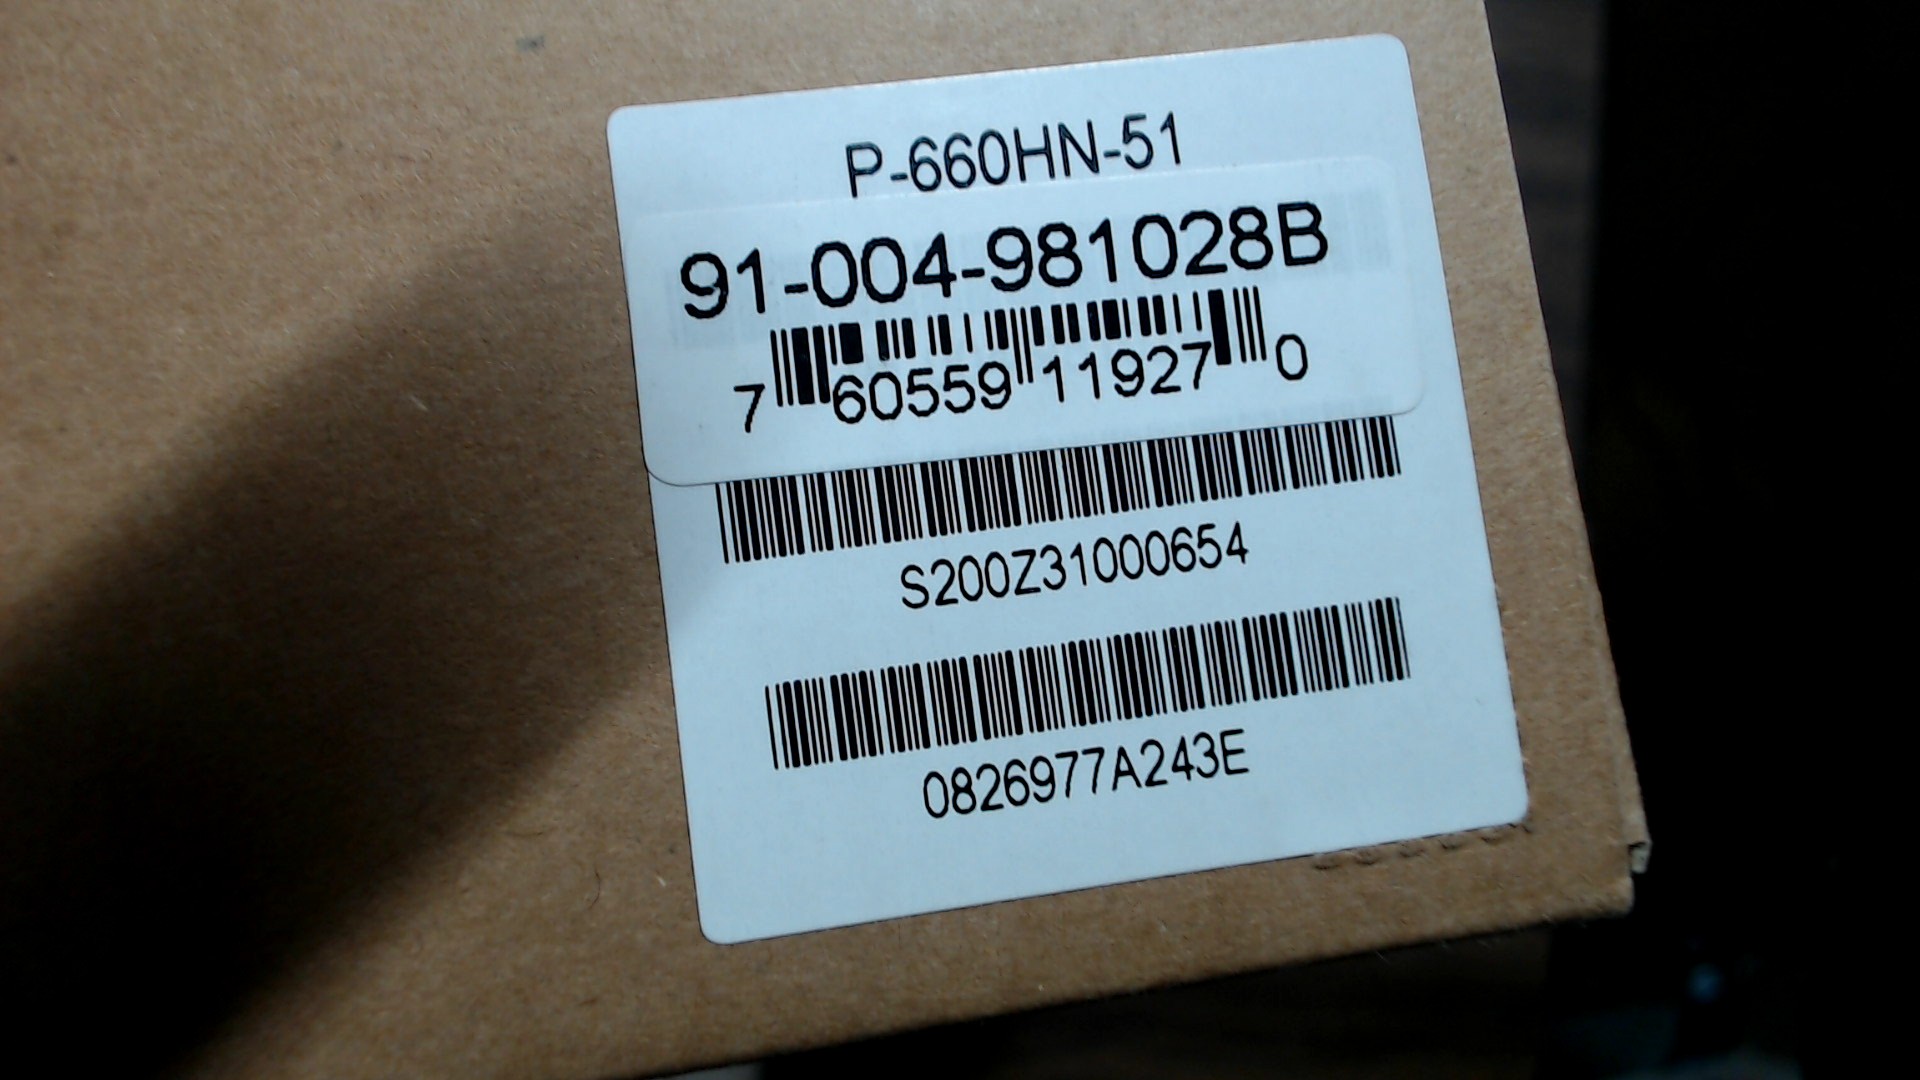 P-660HN-51
91-004-981028B
7 60559 11927 0
S200Z31000654
0826977A243E